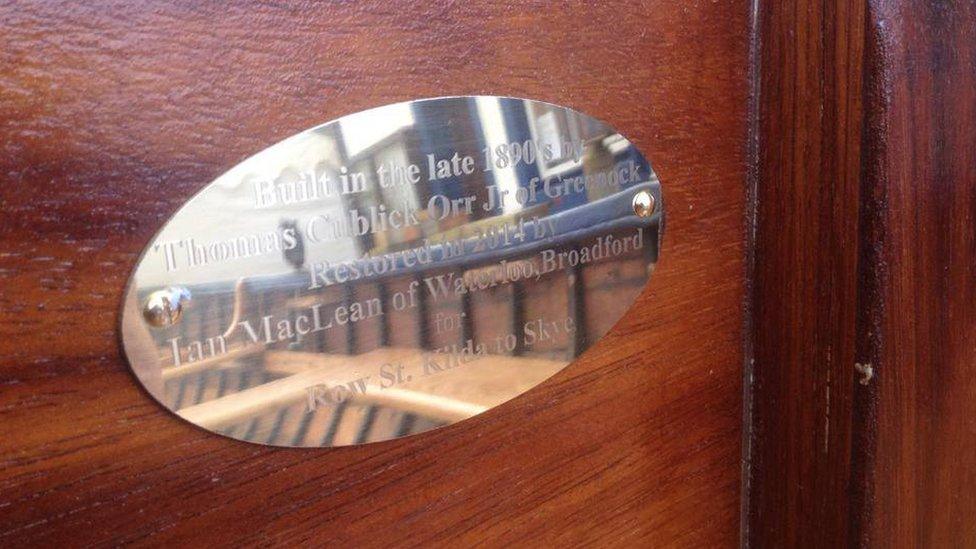 Built in the late 1890's by
Thomas Cublick Orr Jr of Greenock
Restored in 2014 by
Ian MacLean of Waterloo,Broadford
for
Row St. Kilda to Skye